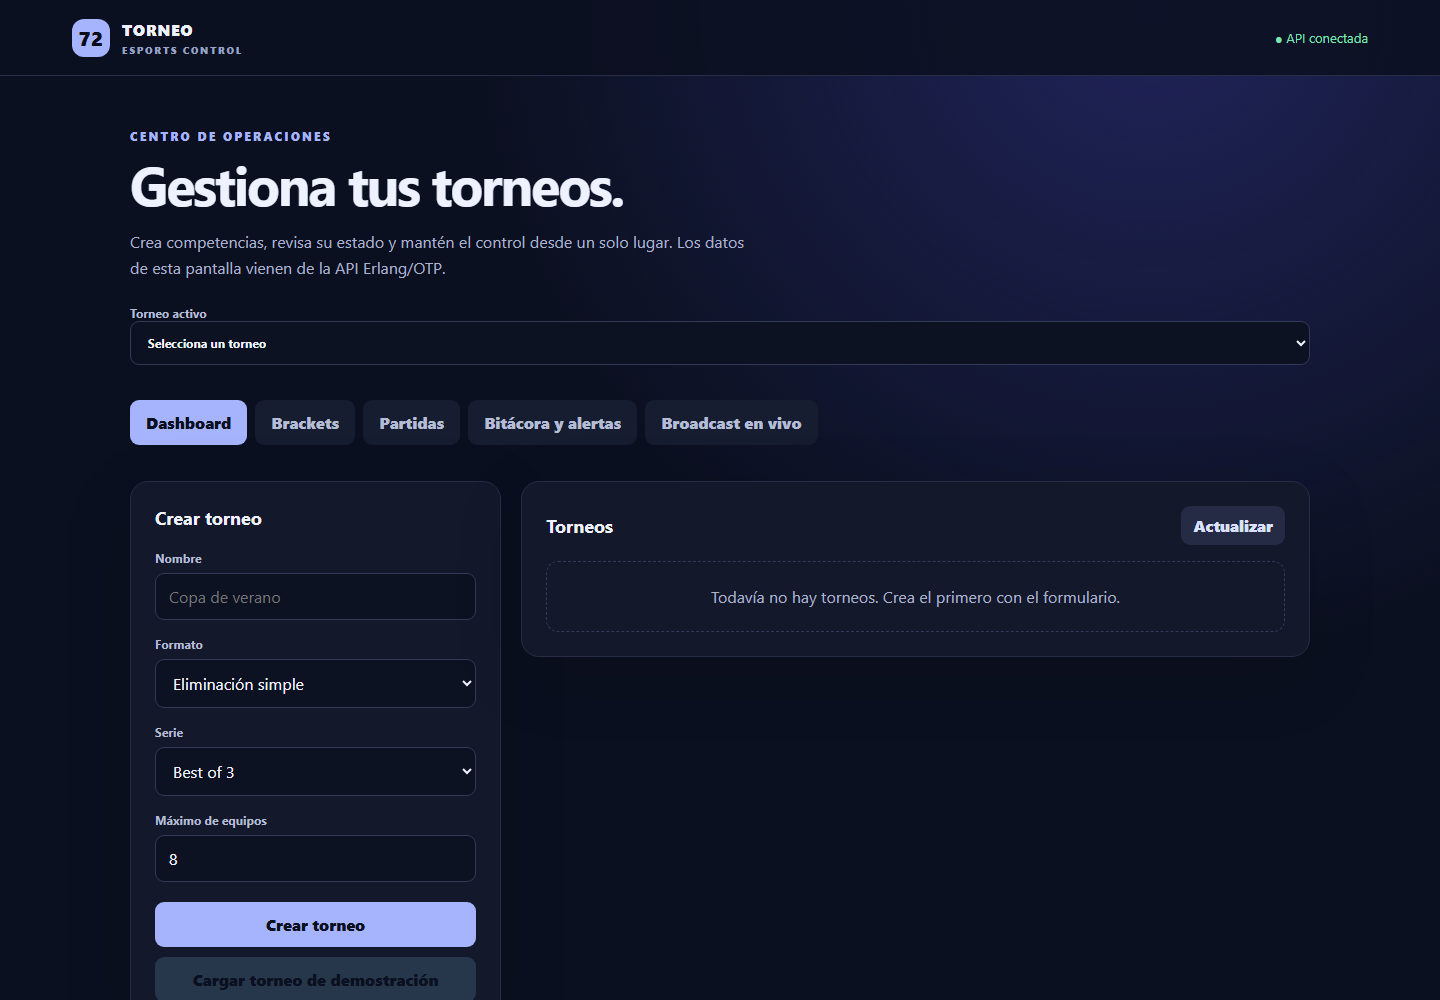 72
TORNEO
ESPORTS CONTROL
● API conectada
CENTRO DE OPERACIONES
Gestiona tus torneos.
Crea competencias, revisa su estado y mantén el control desde un solo lugar. Los datos
de esta pantalla vienen de la API Erlang/OTP.
Torneo activo
Selecciona un torneo
Dashboard
Brackets
Partidas
Bitácora y alertas
Broadcast en vivo
Crear torneo
Nombre
Copa de verano
Formato
Eliminación simple
Serie
Best of 3
Máximo de equipos
8
Crear torneo
Cargar torneo de demostración
Torneos
Actualizar
Todavía no hay torneos. Crea el primero con el formulario.